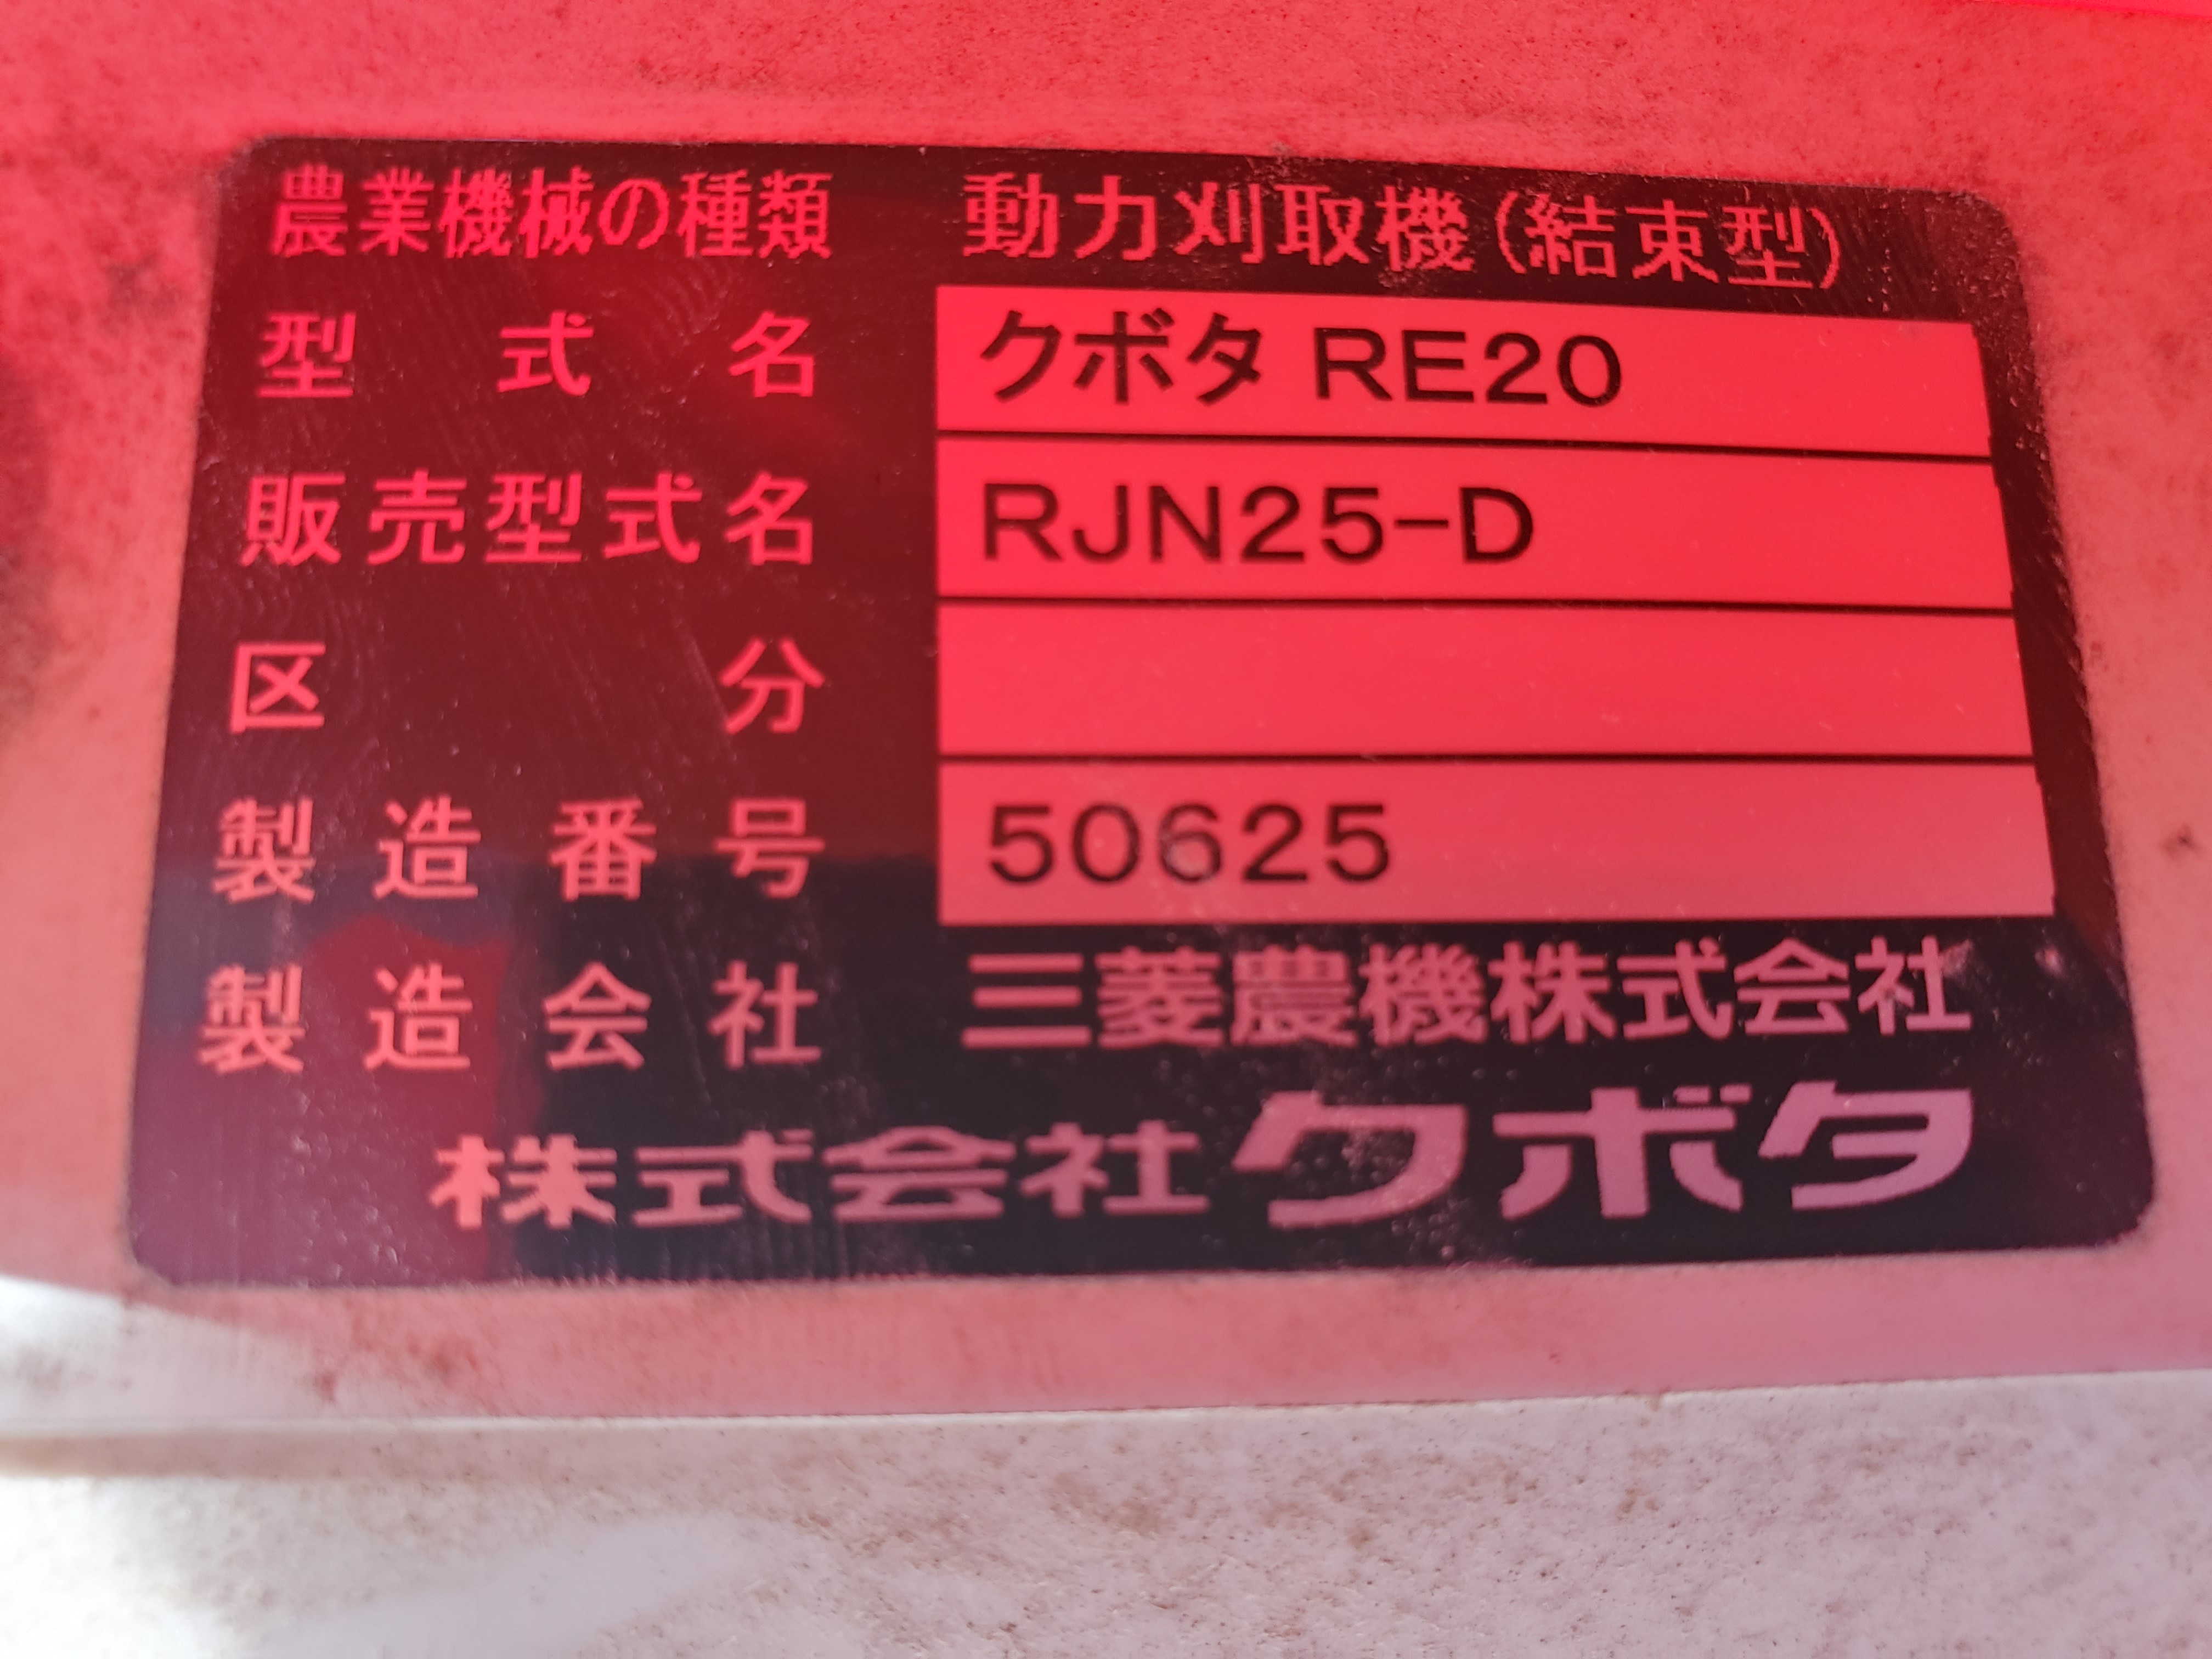 農業機械の種類 動力刈取機(結束型)
型式名 クボタ RE20
販売型式名 RJN25-D
区分
製造番号 50625
製造会社 三菱農機株式会社
株式会社クボタ